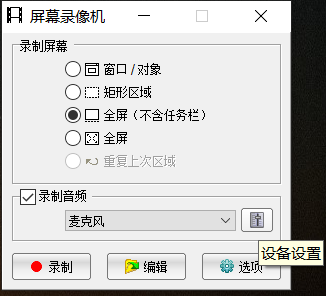 屏幕录像机
录制屏幕
窗口 / 对象
矩形区域
全屏（不含任务栏）
全屏
重复上次区域
录制音频
麦克风
设备设置
录制
编辑
选项